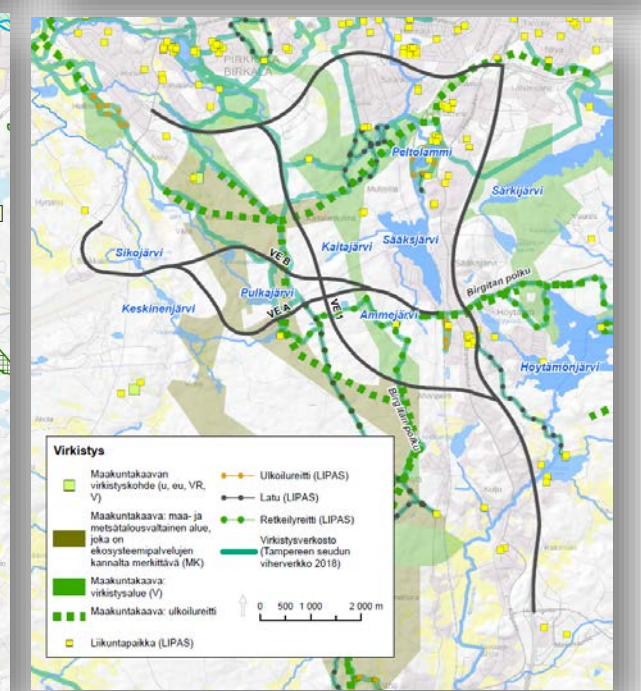 PIRKKALA
BIRKALA
Peltolammi
Särkijärvi
Sääksjärvi
Kaitajärvi
Sikojärvi
VE B
Birgitan polku
Pulkajärvi
Keskinenjärvi
VE A
VE 1
Ammejärvi
Höytämönjärvi
Birgitan polku
Virkistys
Maakuntakaavan
virkistyskohde (u, eu, VR,
V)
Maakuntakaava: maa- ja
metsätalousvaltainen alue,
joka on
ekosysteemipalvelujen
kannalta merkittävä (MK)
Maakuntakaava:
virkistysalue (V)
Maakuntakaava: ulkoilureitti
Liikuntapaikka (LIPAS)
Ulkoilureitti (LIPAS)
Latu (LIPAS)
Retkeilyreitti (LIPAS)
Virkistysverkosto
(Tampereen seudun
viherverkko 2018)
0 500 1 000 2 000 m